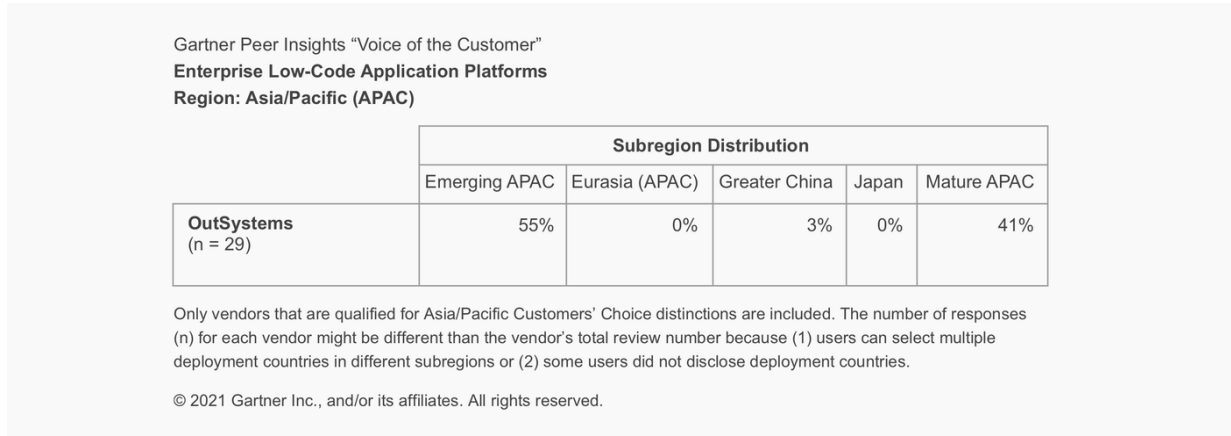 Gartner Peer Insights “Voice of the Customer”
Enterprise Low-Code Application Platforms
Region: Asia/Pacific (APAC)
Subregion Distribution
Emerging APAC Eurasia (APAC) Greater China Japan Mature APAC
OutSystems 55% 0% 3% 0% 41%
(n = 29)
Only vendors that are qualified for Asia/Pacific Customers’ Choice distinctions are included. The number of responses
(n) for each vendor might be different than the vendor’s total review number because (1) users can select multiple
deployment countries in different subregions or (2) some users did not disclose deployment countries.
© 2021 Gartner Inc., and/or its affiliates. All rights reserved.